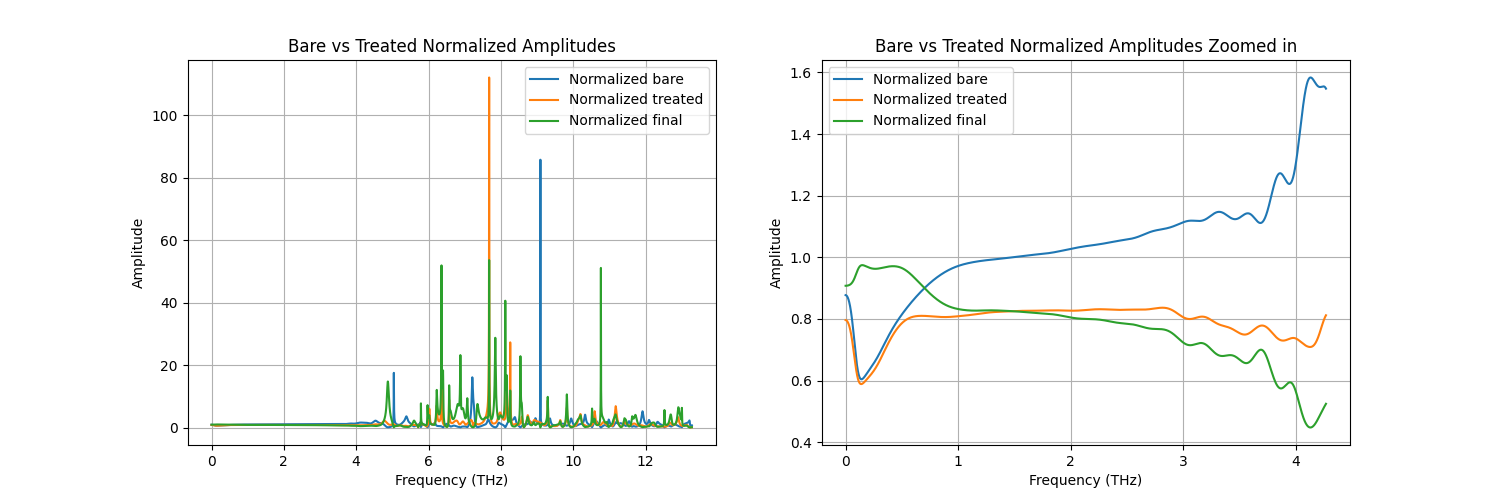 Bare vs Treated Normalized Amplitudes
Normalized bare
Normalized treated
Normalized final
Amplitude
100
80
60
40
20
0
0 2 4 6 8 10 12
Frequency (THz)
Bare vs Treated Normalized Amplitudes Zoomed in
Normalized bare
Normalized treated
Normalized final
Amplitude
1.6
1.4
1.2
1.0
0.8
0.6
0.4
0 1 2 3 4
Frequency (THz)